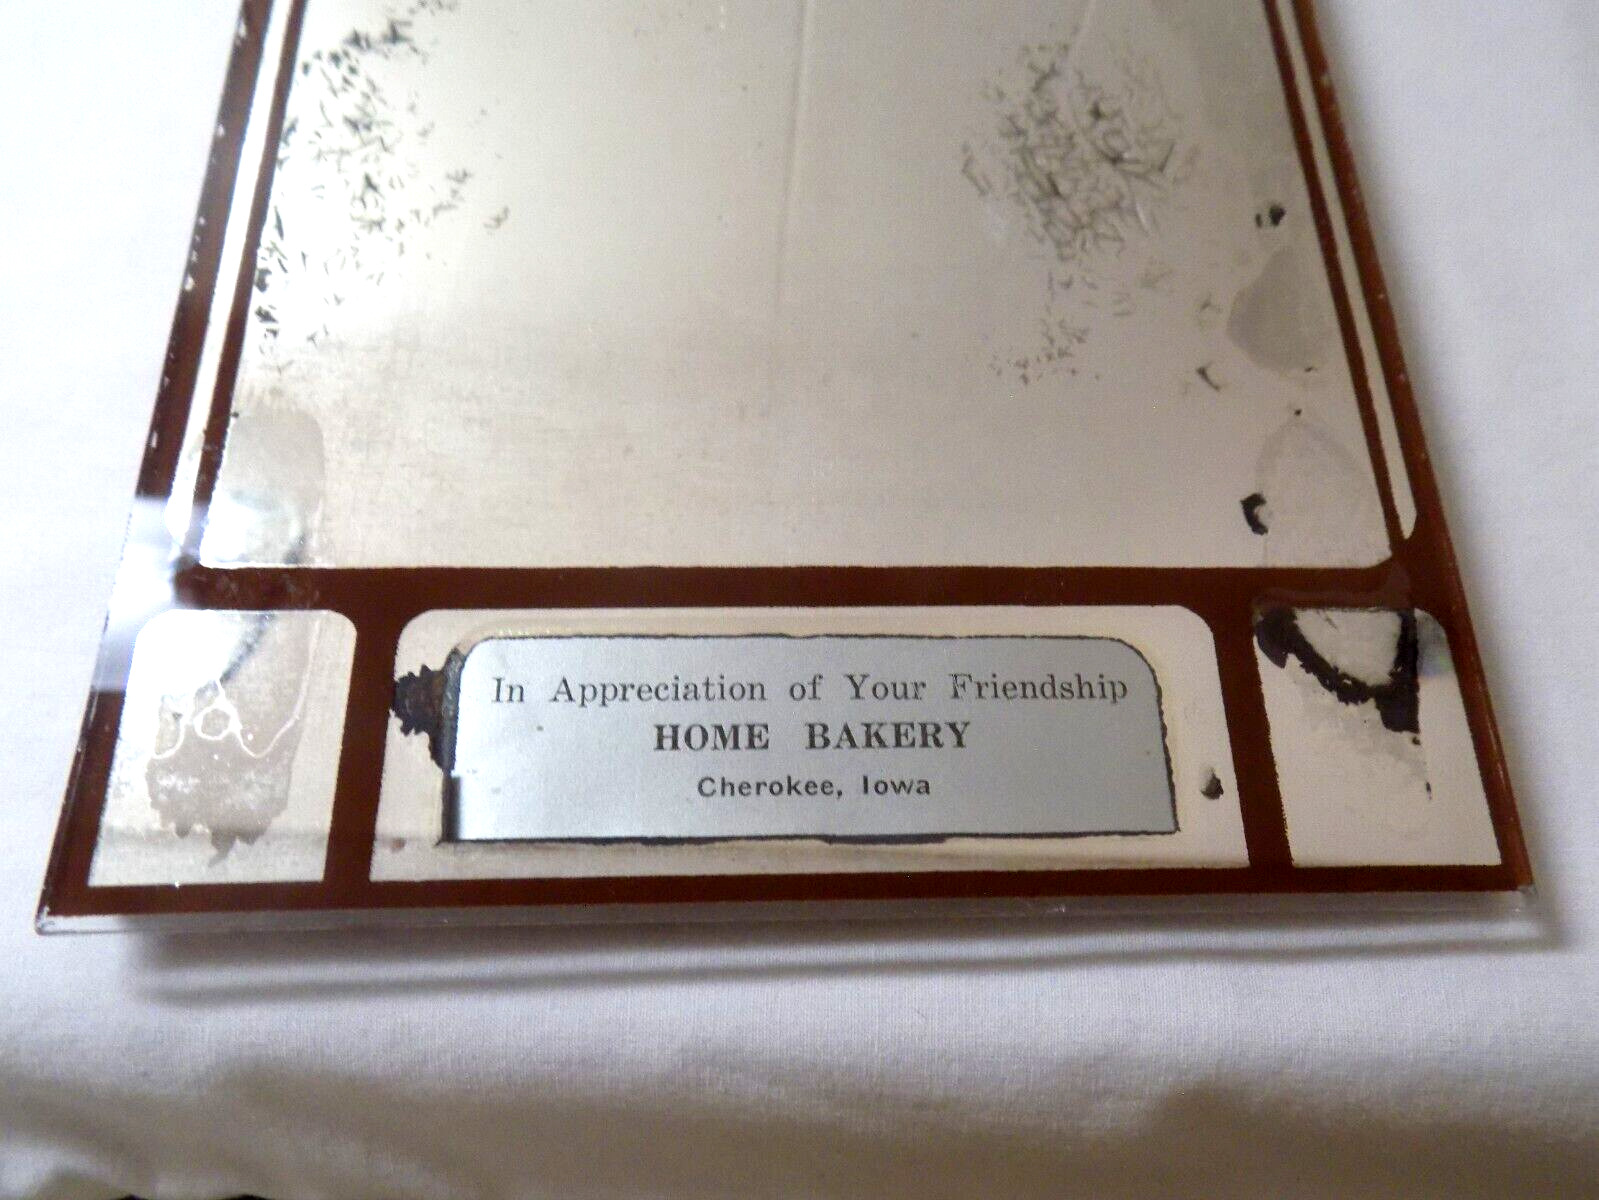 In Appreciation of Your Friendship
HOME BAKERY
Cherokee, Iowa